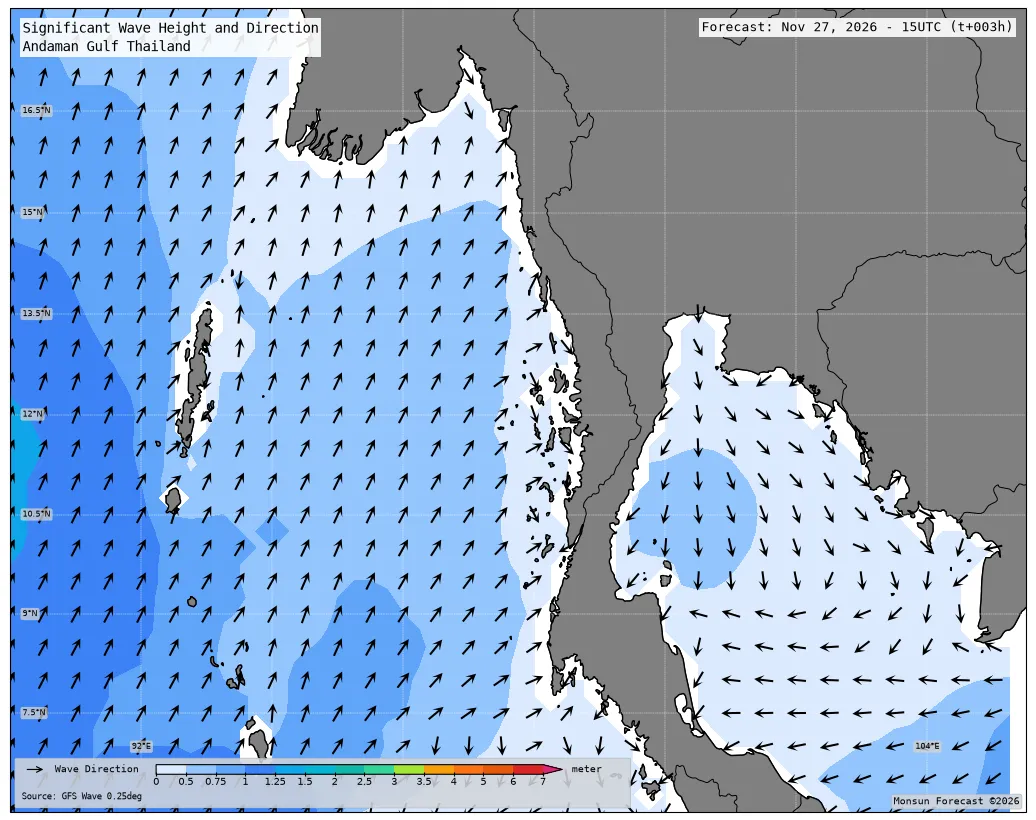 Significant Wave Height and Direction
Andaman Gulf Thailand
Forecast: Nov 27, 2026 - 15UTC (t+003h)
16.5°N
15°N
13.5°N
12°N
10.5°N
9°N
7.5°N
92°E
104°E
Wave Direction
0 0.5 0.75 1 1.25 1.5 2 2.5 3 3.5 4 5 6 7
meter
Source: GFS Wave 0.25deg
Monsun Forecast ©2026